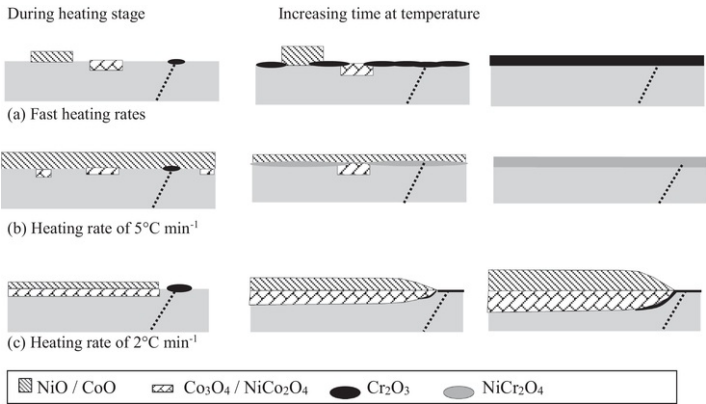 During heating stage
Increasing time at temperature
(a) Fast heating rates
(b) Heating rate of 5°C min⁻¹
(c) Heating rate of 2°C min⁻¹
NiO / CoO Co₃O₄ / NiCo₂O₄ Cr₂O₃ NiCr₂O₄